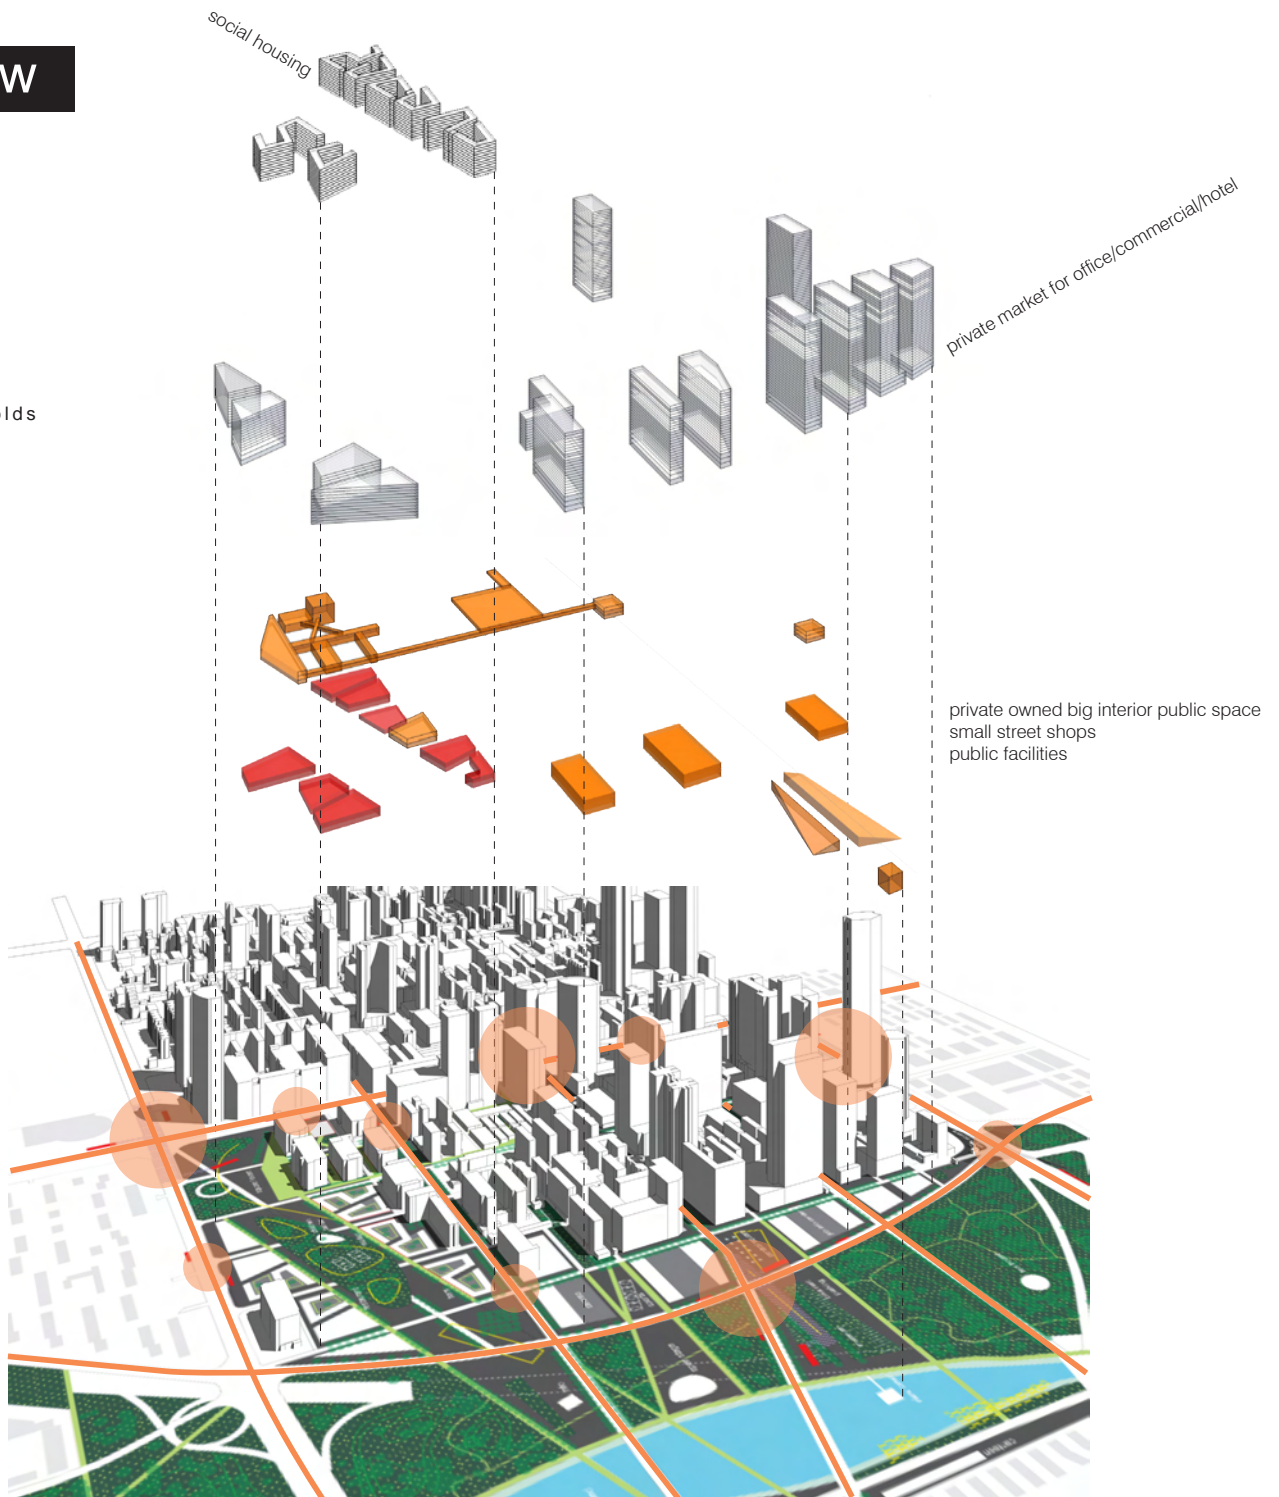 social housing
W
private market for office/commercial/hotel
olds
private owned big interior public space
small street shops
public facilities